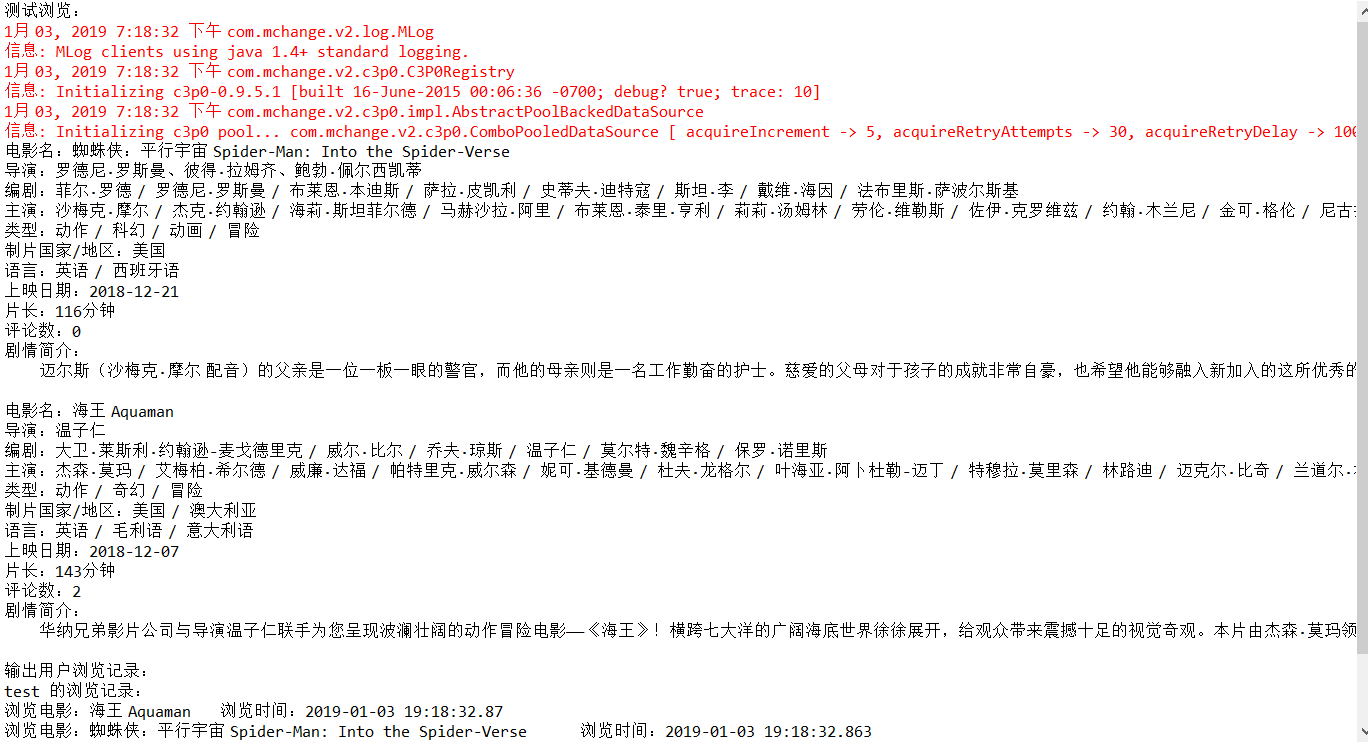 测试浏览:
1月 03, 2019 7:18:32 下午 com.mchange.v2.log.MLog
信息: MLog clients using java 1.4+ standard logging.
1月 03, 2019 7:18:32 下午 com.mchange.v2.c3p0.C3P0Registry
信息: Initializing c3p0-0.9.5.1 [built 16-June-2015 00:06:36 -0700; debug? true; trace: 10]
1月 03, 2019 7:18:32 下午 com.mchange.v2.c3p0.impl.AbstractPoolBackedDataSource
信息: Initializing c3p0 pool... com.mchange.v2.c3p0.ComboPooledDataSource [ acquireIncrement -> 5, acquireRetryAttempts -> 30, acquireRetryDelay -> 100
电影名：蜘蛛侠：平行宇宙 Spider-Man: Into the Spider-Verse
导演：罗德尼·罗斯曼、彼得·拉姆齐、鲍勃·佩尔西凯蒂
编剧：菲尔·罗德 / 罗德尼·罗斯曼 / 布莱恩·本迪斯 / 萨拉·皮凯利 / 史蒂夫·迪特寇 / 斯坦·李 / 戴维·海因 / 法布里斯·萨波尔斯基
主演：沙梅克·摩尔 / 杰克·约翰逊 / 海莉·斯坦菲尔德 / 马赫沙拉·阿里 / 布莱恩·泰里·亨利 / 莉莉·汤姆林 / 劳伦·维勒斯 / 佐伊·克罗维兹 / 约翰·木兰尼 / 金可·格伦 / 尼古
类型：动作 / 科幻 / 动画 / 冒险
制片国家/地区：美国
语言：英语 / 西班牙语
上映日期：2018-12-21
片长：116分钟
评论数：0
剧情简介：
迈尔斯（沙梅克·摩尔 配音）的父亲是一位一板一眼的警官，而他的母亲则是一名工作勤奋的护士。慈爱的父母对于孩子的成就非常自豪，也希望他能够融入新加入的这所优秀的
电影名：海王 Aquaman
导演：温子仁
编剧：大卫·莱斯利·约翰逊-麦戈德里克 / 威尔·比尔 / 乔夫·琼斯 / 温子仁 / 莫尔特·魏辛格 / 保罗·诺里斯
主演：杰森·莫玛 / 艾梅柏·希尔德 / 威廉·达福 / 帕特里克·威尔森 / 妮可·基德曼 / 杜夫·龙格尔 / 叶海亚·阿卜杜勒-迈丁 / 特穆拉·莫里森 / 林路迪 / 迈克尔·比奇 / 兰道尔·
类型：动作 / 奇幻 / 冒险
制片国家/地区：美国 / 澳大利亚
语言：英语 / 毛利语 / 意大利语
上映日期：2018-12-07
片长：143分钟
评论数：2
剧情简介：
华纳兄弟影片公司与导演温子仁联手为您呈现波澜壮阔的动作冒险电影——《海王》！横跨七大洋的广阔海底世界徐徐展开，给观众带来震撼十足的视觉奇观。本片由杰森·莫玛领
输出用户浏览记录：
test 的浏览记录：
浏览电影：海王 Aquaman 浏览时间：2019-01-03 19:18:32.87
浏览电影：蜘蛛侠：平行宇宙 Spider-Man: Into the Spider-Verse 浏览时间：2019-01-03 19:18:32.863